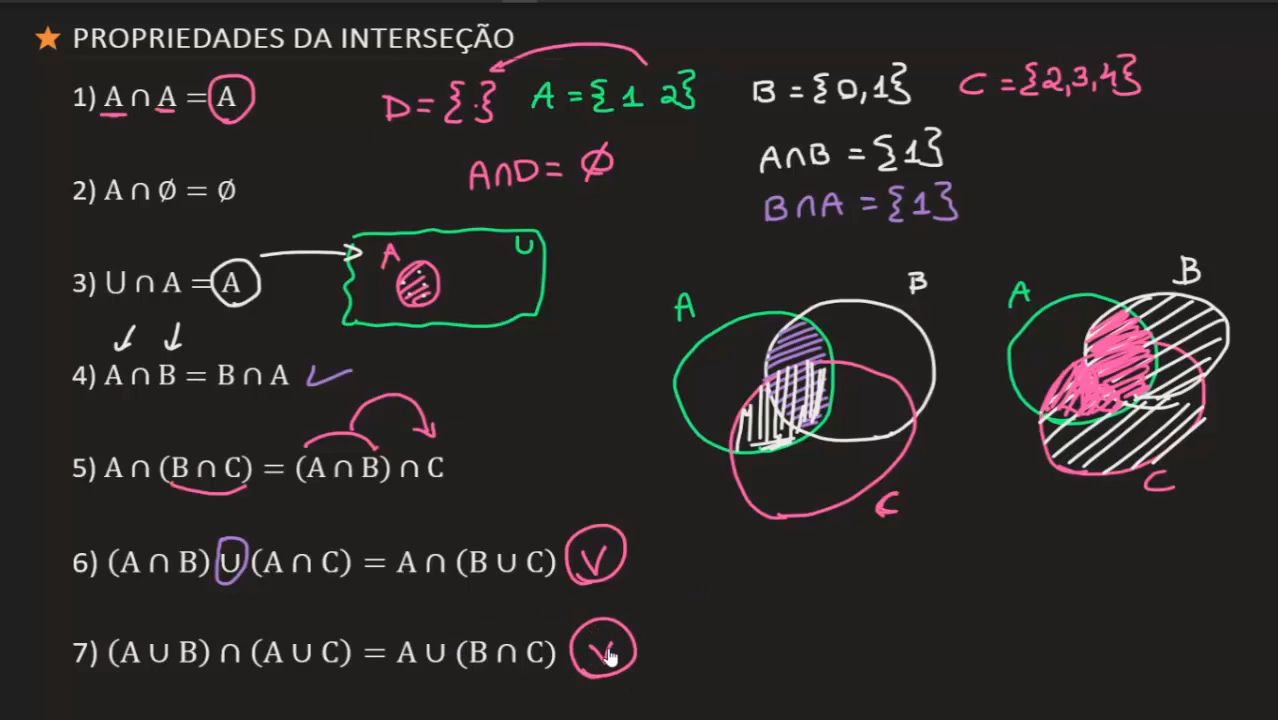 ★ PROPRIEDADES DA INTERSEÇÃO
1) A ∩ A = A
D = {.} A = {1 2} B = {0,1} C = {2,3,4}
A∩D = Ø
A∩B = {1}
2) A ∩ Ø = Ø
B∩A = {1}
3) U ∩ A = A
A U
4) A ∩ B = B ∩ A
A B
A B
C
C
5) A ∩ (B ∩ C) = (A ∩ B) ∩ C
6) (A ∩ B) ∪ (A ∩ C) = A ∩ (B ∪ C) V
7) (A ∪ B) ∩ (A ∪ C) = A ∪ (B ∩ C) V